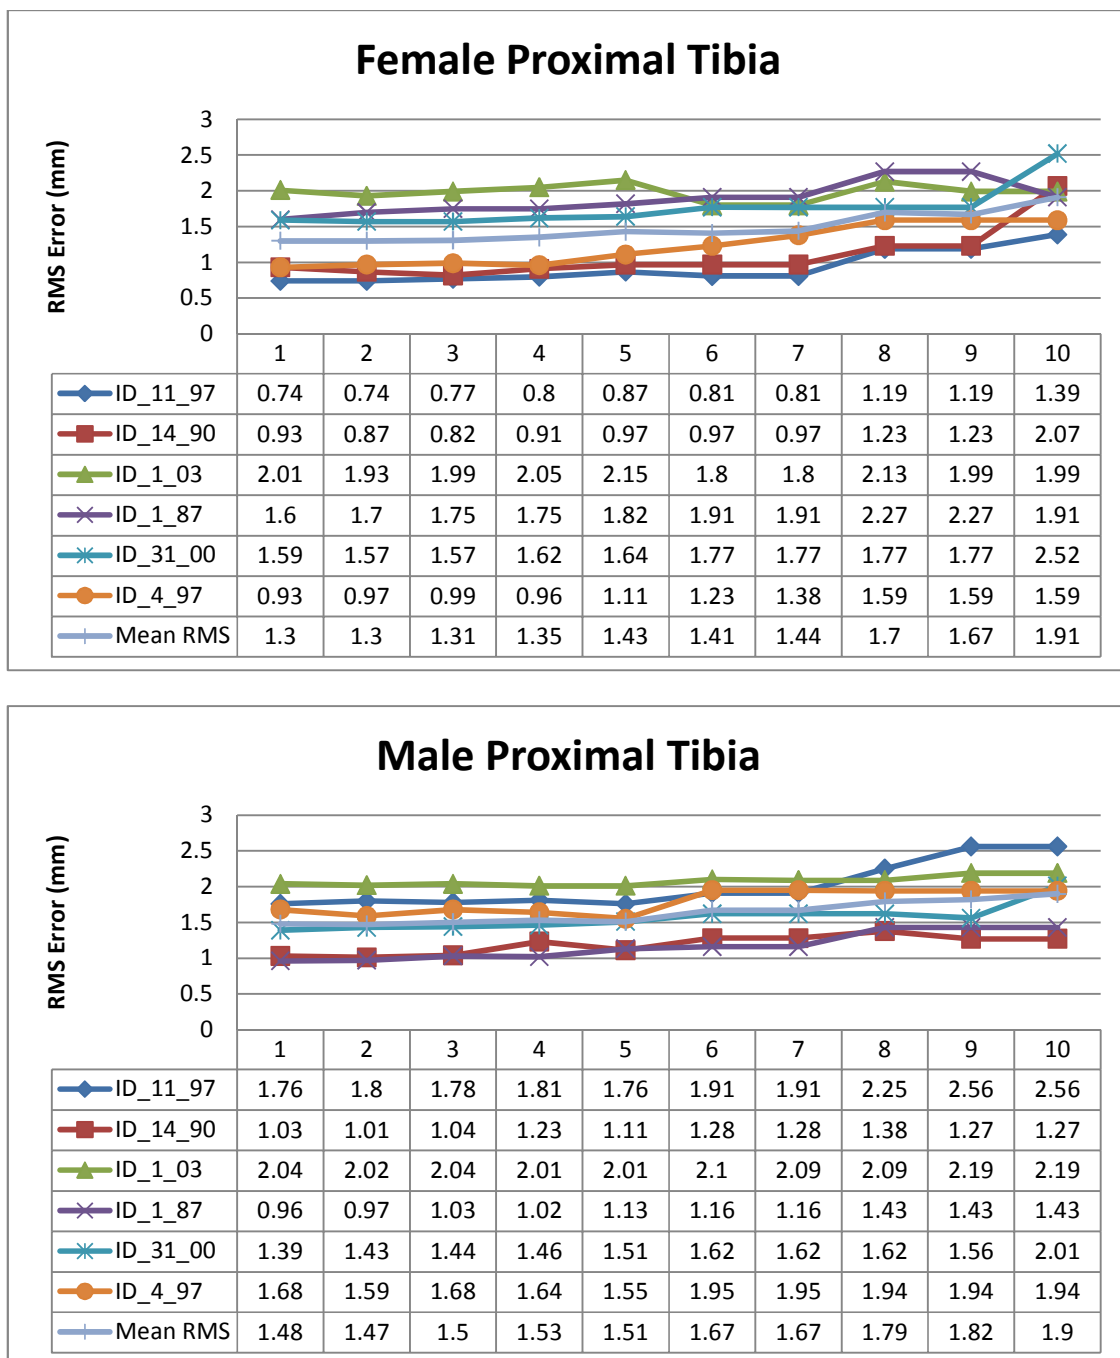 Female Proximal Tibia
RMS Error (mm)
3
2.5
2
1.5
1
0.5
0
1 2 3 4 5 6 7 8 9 10
ID_11_97 0.74 0.74 0.77 0.8 0.87 0.81 0.81 1.19 1.19 1.39
ID_14_90 0.93 0.87 0.82 0.91 0.97 0.97 0.97 1.23 1.23 2.07
ID_1_03 2.01 1.93 1.99 2.05 2.15 1.8 1.8 2.13 1.99 1.99
ID_1_87 1.6 1.7 1.75 1.75 1.82 1.91 1.91 2.27 2.27 1.91
ID_31_00 1.59 1.57 1.57 1.62 1.64 1.77 1.77 1.77 1.77 2.52
ID_4_97 0.93 0.97 0.99 0.96 1.11 1.23 1.38 1.59 1.59 1.59
Mean RMS 1.3 1.3 1.31 1.35 1.43 1.41 1.44 1.7 1.67 1.91
Male Proximal Tibia
RMS Error (mm)
3
2.5
2
1.5
1
0.5
0
1 2 3 4 5 6 7 8 9 10
ID_11_97 1.76 1.8 1.78 1.81 1.76 1.91 1.91 2.25 2.56 2.56
ID_14_90 1.03 1.01 1.04 1.23 1.11 1.28 1.28 1.38 1.27 1.27
ID_1_03 2.04 2.02 2.04 2.01 2.01 2.1 2.09 2.09 2.19 2.19
ID_1_87 0.96 0.97 1.03 1.02 1.13 1.16 1.16 1.43 1.43 1.43
ID_31_00 1.39 1.43 1.44 1.46 1.51 1.62 1.62 1.62 1.56 2.01
ID_4_97 1.68 1.59 1.68 1.64 1.55 1.95 1.95 1.94 1.94 1.94
Mean RMS 1.48 1.47 1.5 1.53 1.51 1.67 1.67 1.79 1.82 1.9